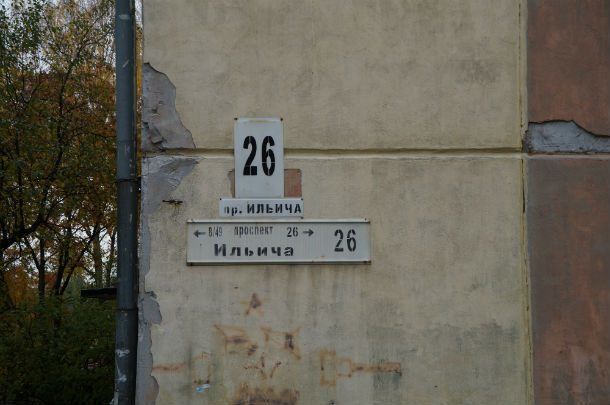 26
пр. ИЛЬИЧА
← 8/49 проспект 26 →
Ильича 26